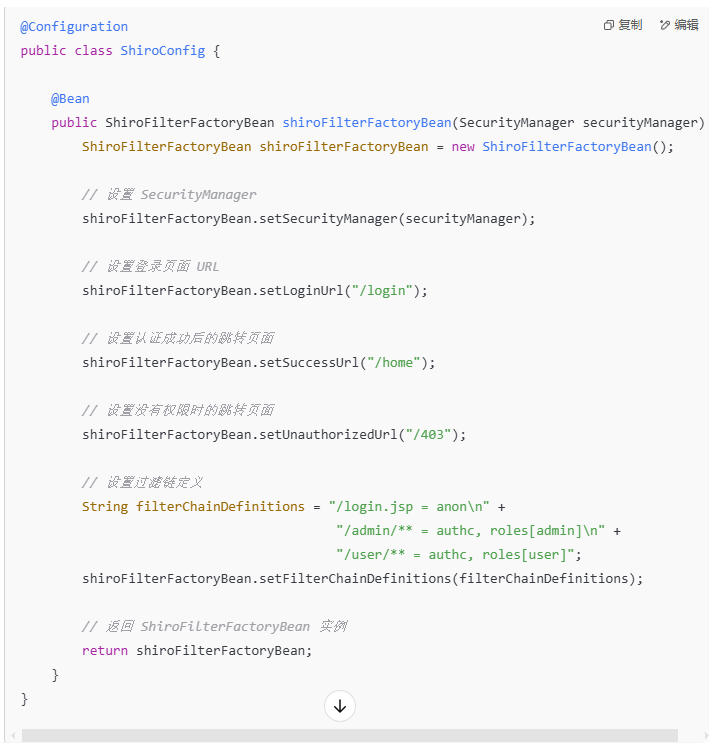 @Configuration 复制 编辑
public class ShiroConfig {
@Bean
public ShiroFilterFactoryBean shiroFilterFactoryBean(SecurityManager securityManager)
ShiroFilterFactoryBean shiroFilterFactoryBean = new ShiroFilterFactoryBean();
// 设置 SecurityManager
shiroFilterFactoryBean.setSecurityManager(securityManager);
// 设置登录页面 URL
shiroFilterFactoryBean.setLoginUrl("/login");
// 设置认证成功后的跳转页面
shiroFilterFactoryBean.setSuccessUrl("/home");
// 设置没有权限时的跳转页面
shiroFilterFactoryBean.setUnauthorizedUrl("/403");
// 设置过滤链定义
String filterChainDefinitions = "/login.jsp = anon\n" +
"/admin/** = authc, roles[admin]\n" +
"/user/** = authc, roles[user]";
shiroFilterFactoryBean.setFilterChainDefinitions(filterChainDefinitions);
// 返回 ShiroFilterFactoryBean 实例
return shiroFilterFactoryBean;
}
}